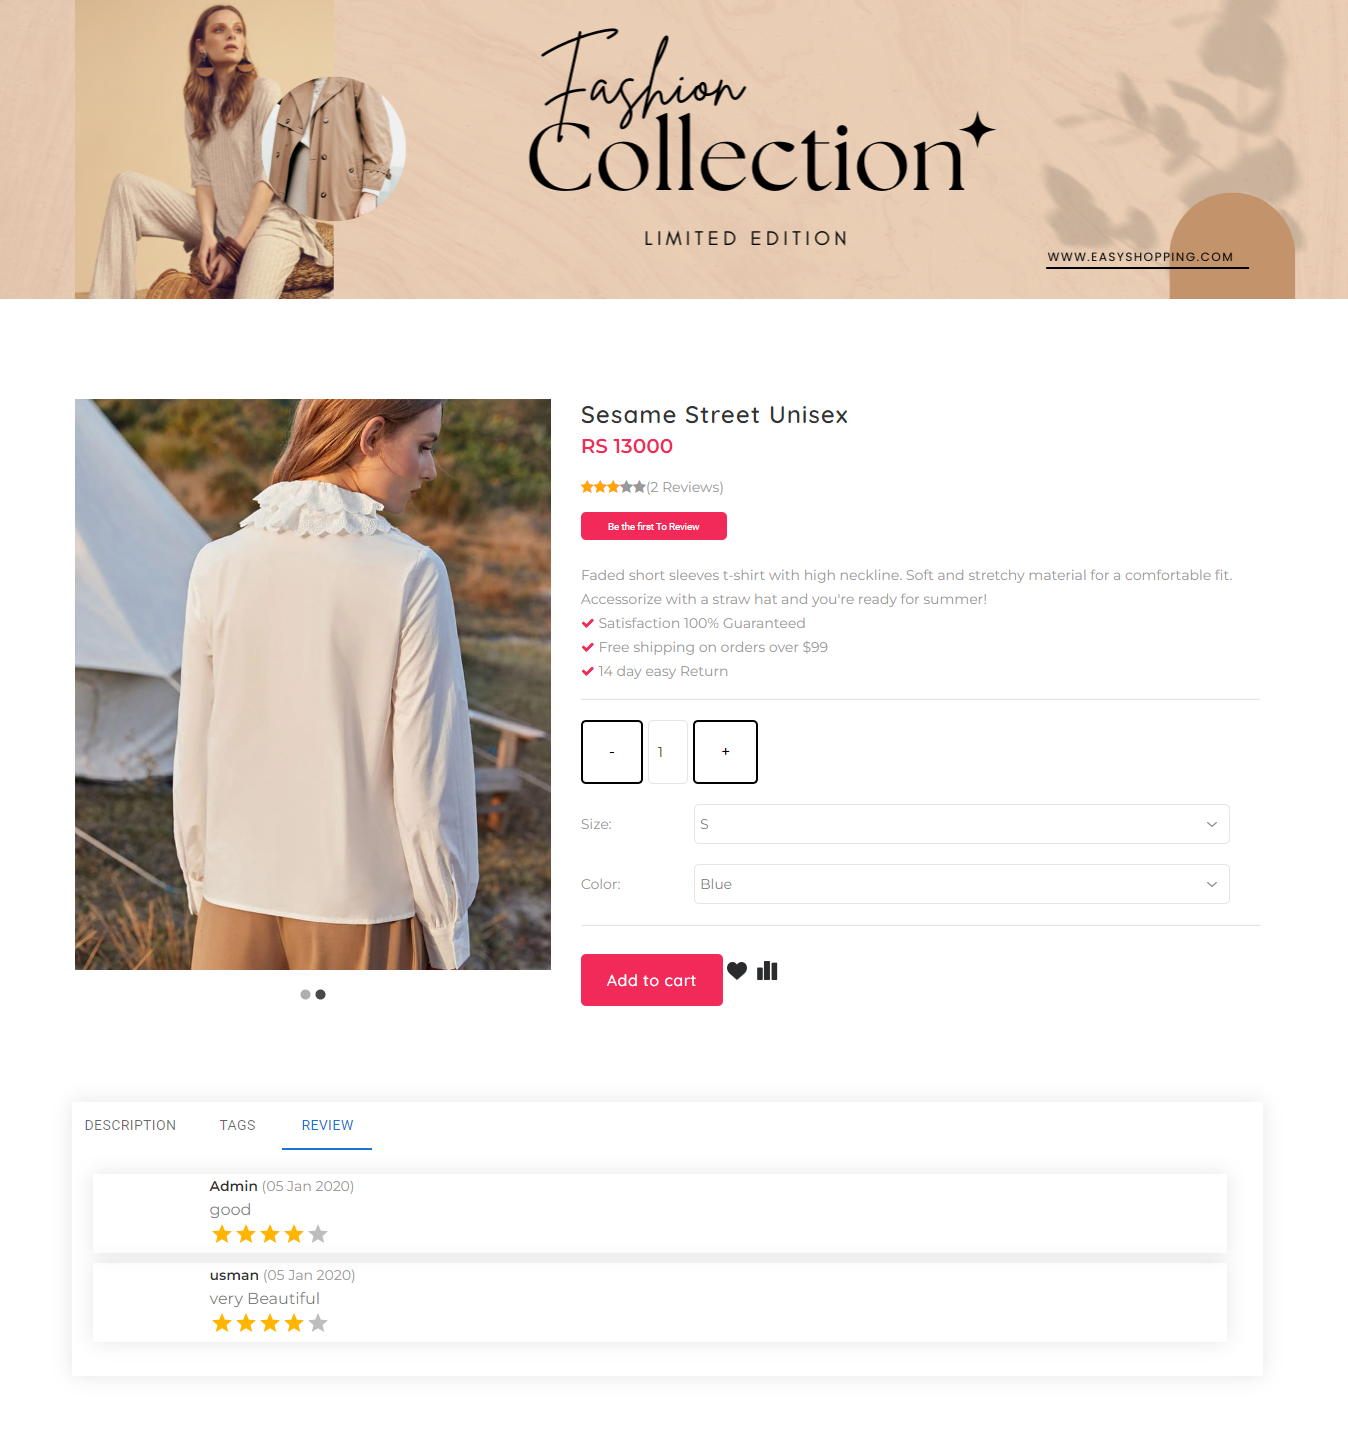 Fashion
Collection
LIMITED EDITION
WWW.EASYSHOPPING.COM
Sesame Street Unisex
RS 13000
(2 Reviews)
Be the first To Review
Faded short sleeves t-shirt with high neckline. Soft and stretchy material for a comfortable fit.
Accessorize with a straw hat and you're ready for summer!
Satisfaction 100% Guaranteed
Free shipping on orders over $99
14 day easy Return
- 1 +
Size: S
Color: Blue
Add to cart
DESCRIPTION TAGS REVIEW
Admin (05 Jan 2020)
good
usman (05 Jan 2020)
very Beautiful